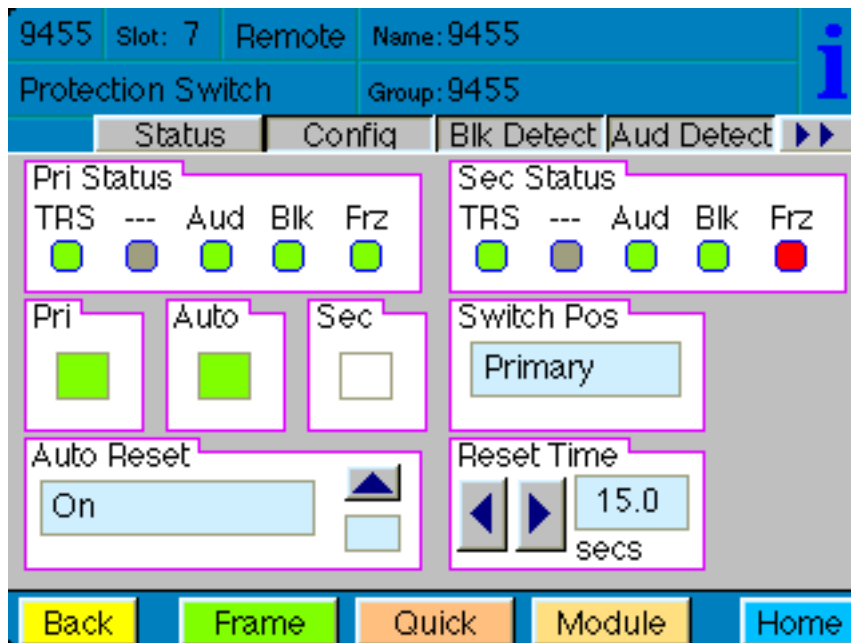 9455 Slot: 7 Remote Name: 9455
Protection Switch Group: 9455
Status Config Blk Detect Aud Detect
Pri Status Sec Status
TRS --- Aud Blk Frz TRS --- Aud Blk Frz
Pri Auto Sec Switch Pos
Primary
Auto Reset Reset Time
On 15.0
secs
Back Frame Quick Module Home